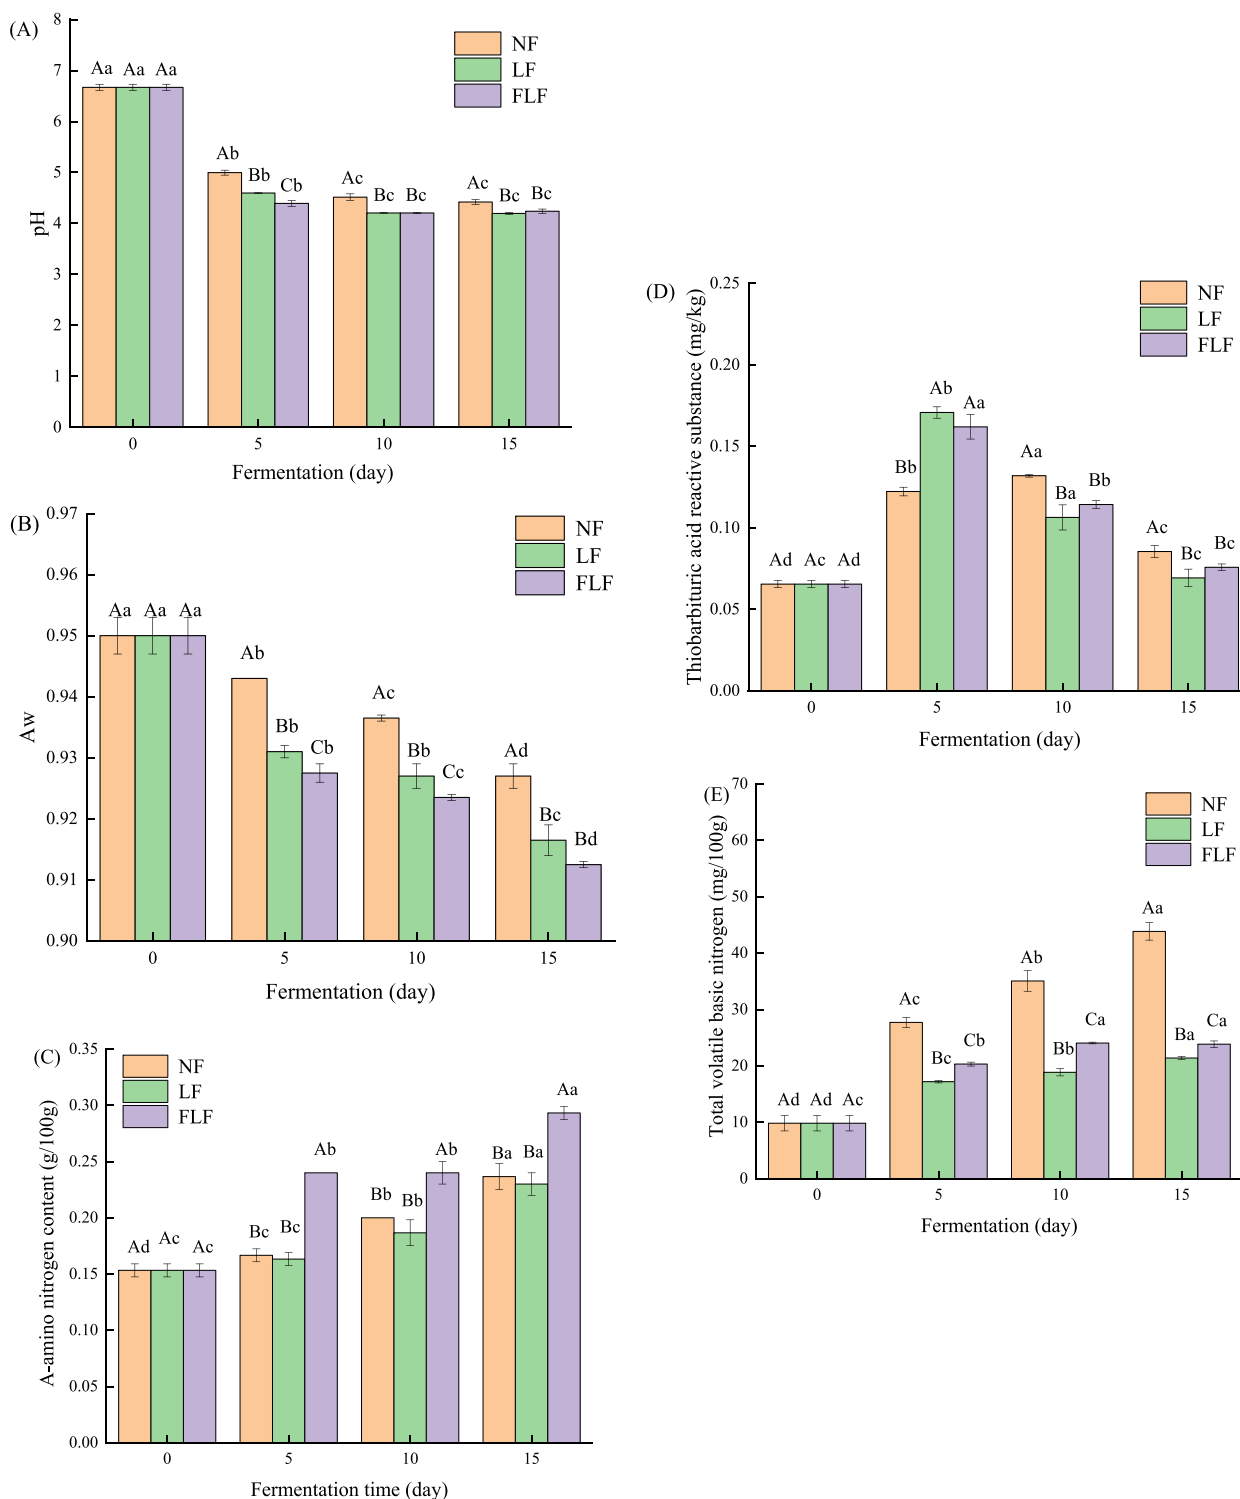 (A)
pH
8
7
6
5
4
3
2
1
0
NF
LF
FLF
Aa Aa Aa
Ab
Bb
Cb
Ac
Bc Bc
Ac
Bc Bc
0 5 10 15
Fermentation (day)
(B)
Aw
0.97
0.96
0.95
0.94
0.93
0.92
0.91
0.90
NF
LF
FLF
Aa Aa Aa
Ab
Bb
Cb
Ac
Bb
Cc
Ad
Bc
Bd
0 5 10 15
Fermentation (day)
(C)
A-amino nitrogen content (g/100g)
0.35
0.30
0.25
0.20
0.15
0.10
0.05
0.00
NF
LF
FLF
Ad Ac Ac
Bc Bc
Ab
Bb Bb
Ab
Ba Ba
Aa
0 5 10 15
Fermentation time (day)
(D)
Thiobarbituric acid reactive substance (mg/kg)
0.25
0.20
0.15
0.10
0.05
0.00
NF
LF
FLF
Ad Ac Ad
Bb
Ab
Aa
Aa
Ba
Bb
Ac
Bc
Bc
0 5 10 15
Fermentation (day)
(E)
Total volatile basic nitrogen (mg/100g)
70
60
50
40
30
20
10
0
NF
LF
FLF
Ad Ad Ac
Ac
Bc
Cb
Ab
Bb
Ca
Aa
Ba
Ca
0 5 10 15
Fermentation (day)